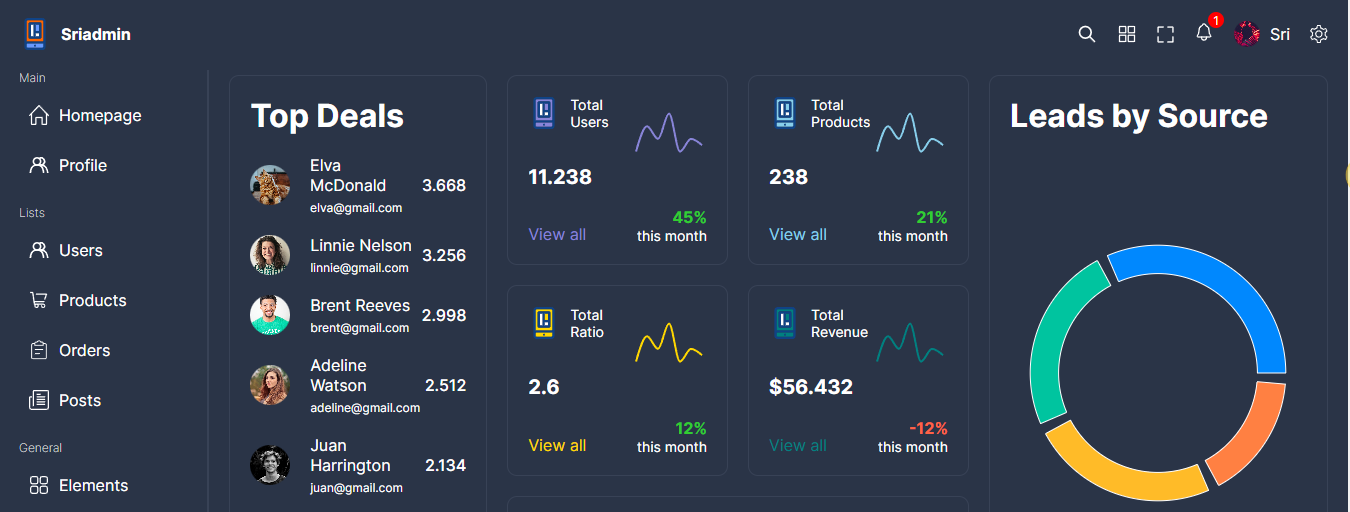 Sriadmin
1
Sri
Main
Homepage
Profile
Lists
Users
Products
Orders
Posts
General
Elements
Top Deals
Elva
McDonald
elva@gmail.com
3.668
Linnie Nelson
linnie@gmail.com
3.256
Brent Reeves
brent@gmail.com
2.998
Adeline
Watson
adeline@gmail.com
2.512
Juan
Harrington
juan@gmail.com
2.134
Total
Users
11.238
View all
45%
this month
Total
Products
238
View all
21%
this month
Total
Ratio
2.6
View all
12%
this month
Total
Revenue
$56.432
View all
-12%
this month
Leads by Source